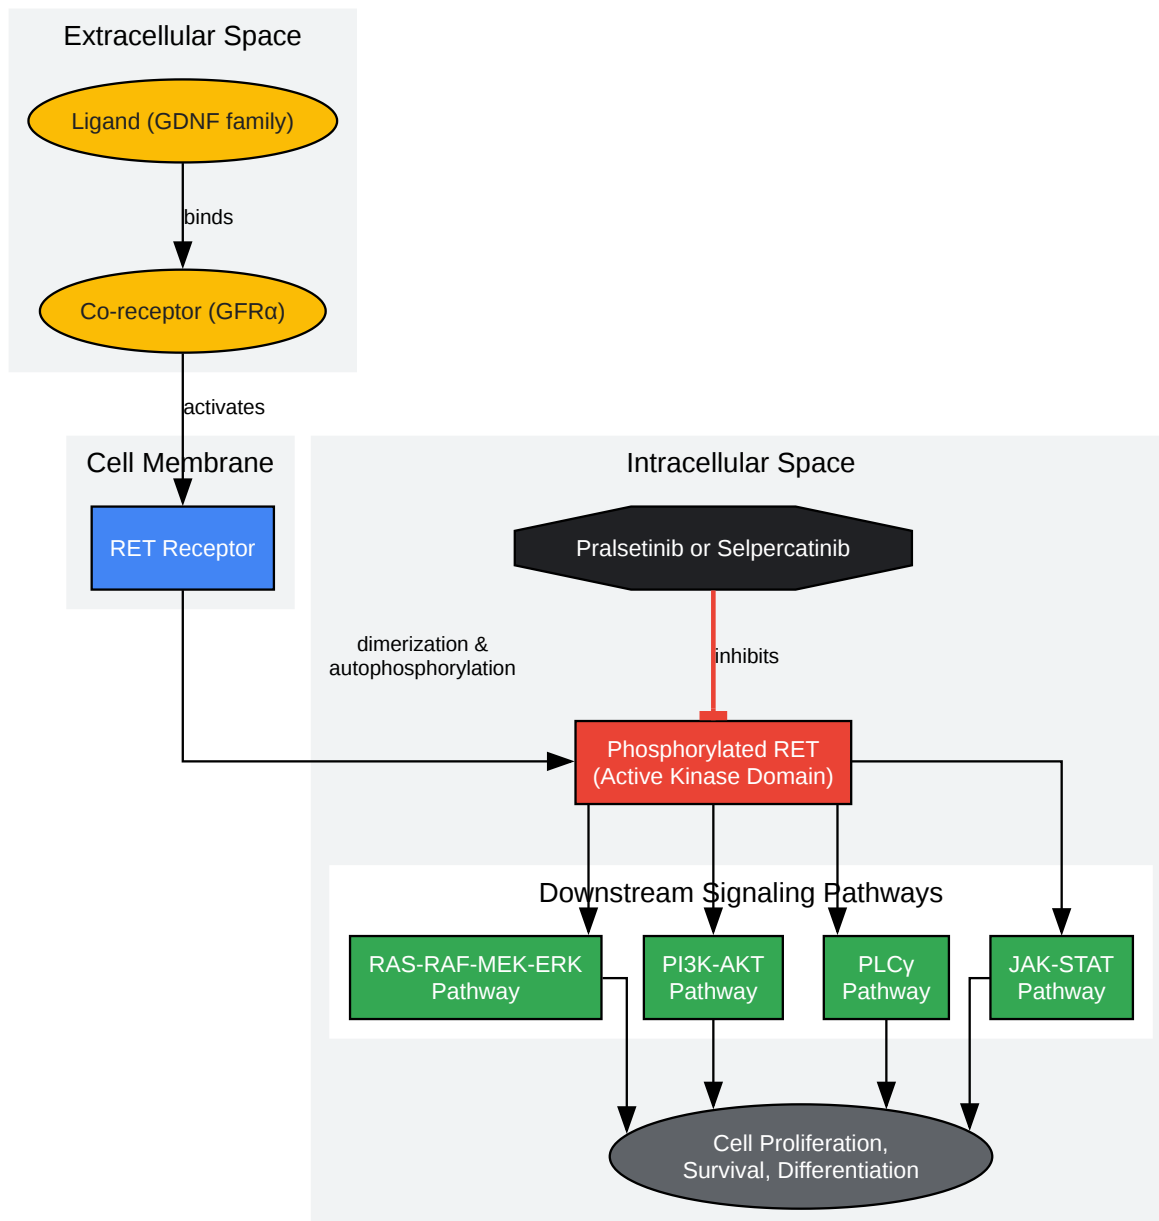 Extracellular Space
Ligand (GDNF family)
binds
Co-receptor (GFRα)
activates
Cell Membrane
RET Receptor
Intracellular Space
Pralsetinib or Selpercatinib
dimerization &
autophosphorylation
inhibits
Phosphorylated RET
(Active Kinase Domain)
Downstream Signaling Pathways
RAS-RAF-MEK-ERK
Pathway
PI3K-AKT
Pathway
PLCγ
Pathway
JAK-STAT
Pathway
Cell Proliferation,
Survival, Differentiation